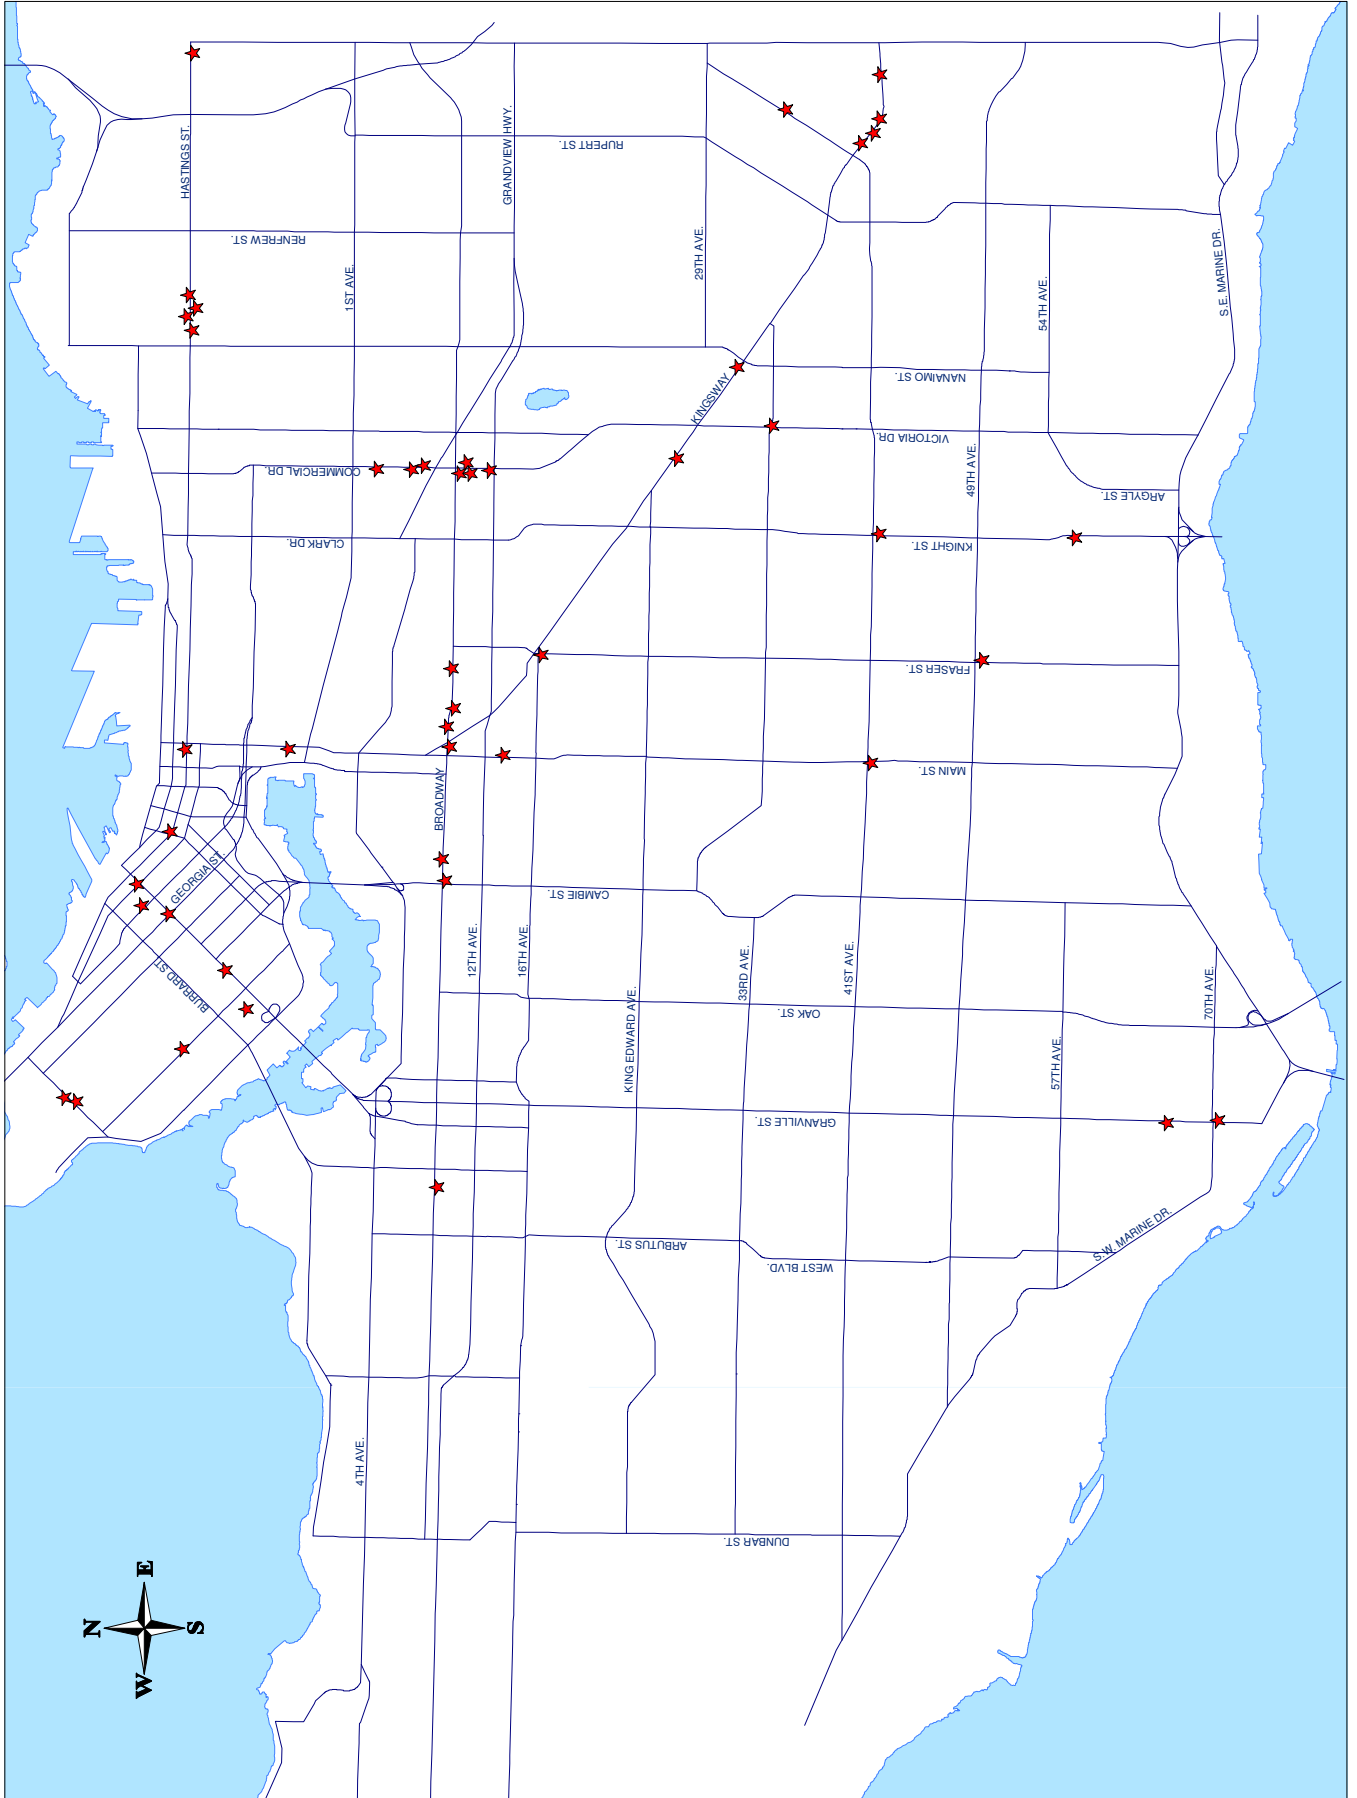 HASTINGS ST.
GRANDVIEW HWY.
RUPERT ST.
RENFREW ST.
1ST AVE.
29TH AVE.
54TH AVE.
S.E. MARINE DR.
KINGSWAY
NANAIMO ST.
VICTORIA DR.
49TH AVE.
COMMERCIAL DR.
ARGYLE ST.
CLARK DR.
KNIGHT ST.
FRASER ST.
MAIN ST.
BROADWAY
GEORGIA ST.
CAMBIE ST.
12TH AVE.
16TH AVE.
33RD AVE.
41ST AVE.
70TH AVE.
BURRARD ST.
OAK ST.
KING EDWARD AVE.
57TH AVE.
GRANVILLE ST.
ARBUTUS ST.
WEST BLVD.
S.W. MARINE DR.
4TH AVE.
DUNBAR ST.
N
E
S
W